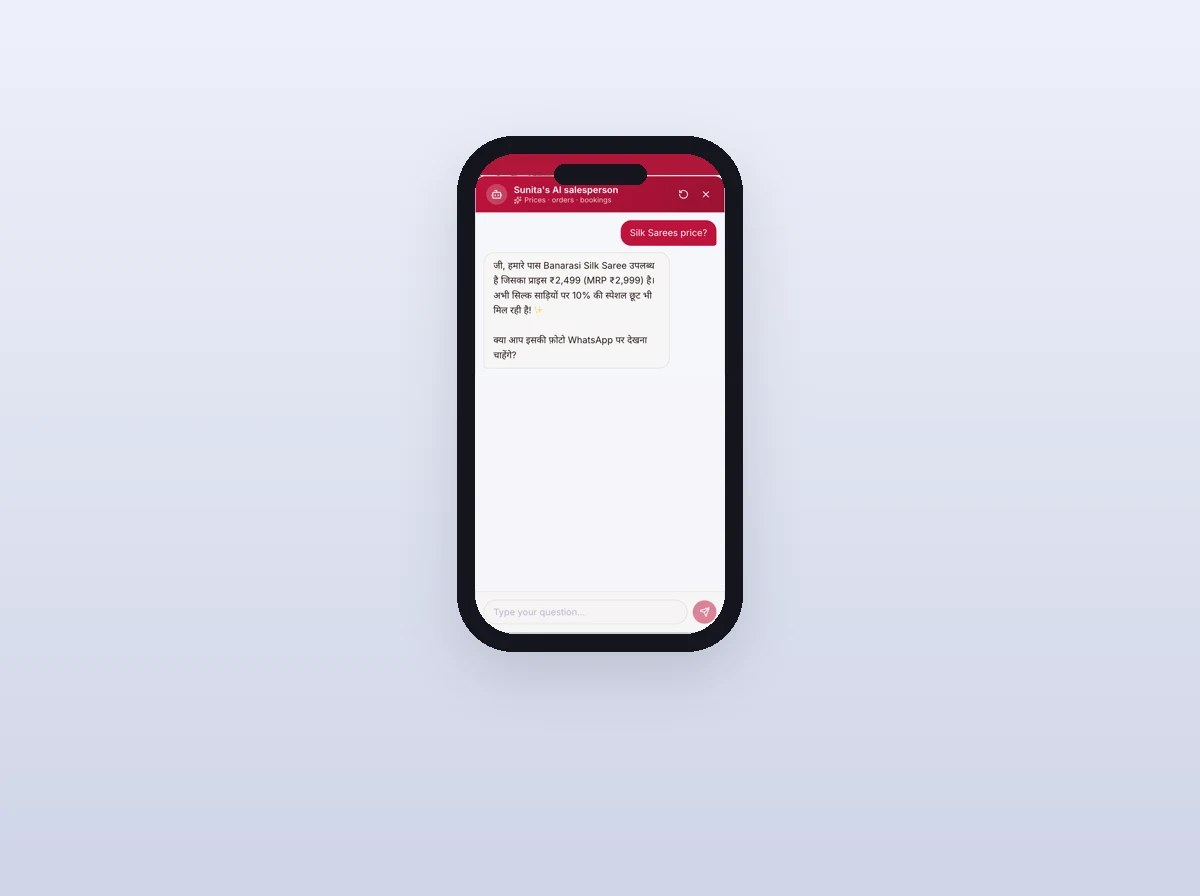 Sunita's AI salesperson
Prices · orders · bookings
Silk Sarees price?
जी, हमारे पास Banarasi Silk Saree उपलब्ध
है जिसका प्राइस ₹2,499 (MRP ₹2,999) है।
अभी सिल्क साड़ियों पर 10% की स्पेशल छूट भी
मिल रही है! ✨
क्या आप इसकी फ़ोटो WhatsApp पर देखना
चाहेंगे?
Type your question...